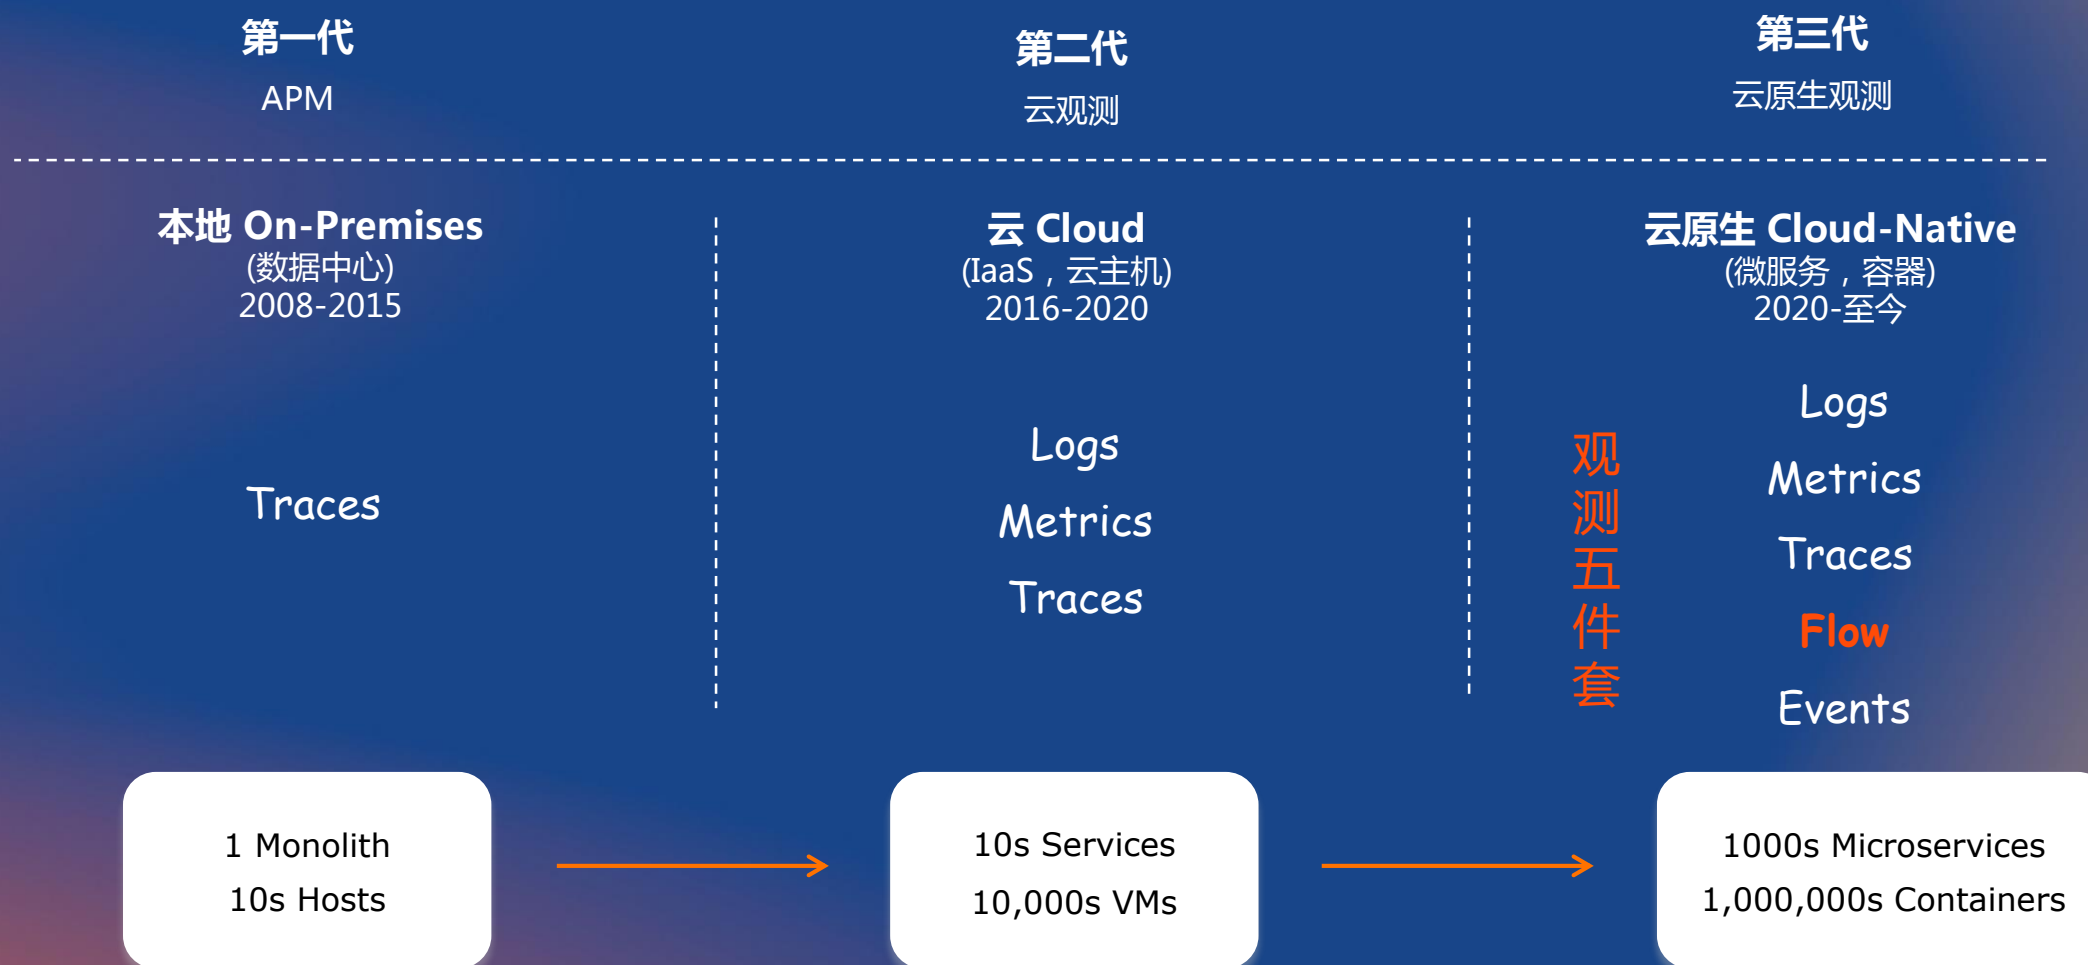 第一代
APM
第二代
云观测
第三代
云原生观测
本地 On-Premises
(数据中心)
2008-2015
云 Cloud
(IaaS，云主机)
2016-2020
云原生 Cloud-Native
(微服务，容器)
2020-至今
Traces
Logs
Metrics
Traces
观测五件套
Logs
Metrics
Traces
Flow
Events
1 Monolith
10s Hosts
10s Services
10,000s VMs
1000s Microservices
1,000,000s Containers